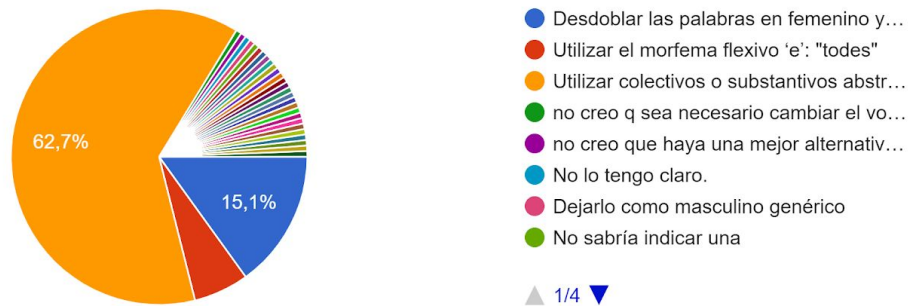 62,7%
15,1%
Desdoblar las palabras en femenino y…
Utilizar el morfema flexivo ‘e’: "todes"
Utilizar colectivos o substantivos abstr…
no creo q sea necesario cambiar el vo…
no creo que haya una mejor alternativ…
No lo tengo claro.
Dejarlo como masculino genérico
No sabría indicar una
1/4